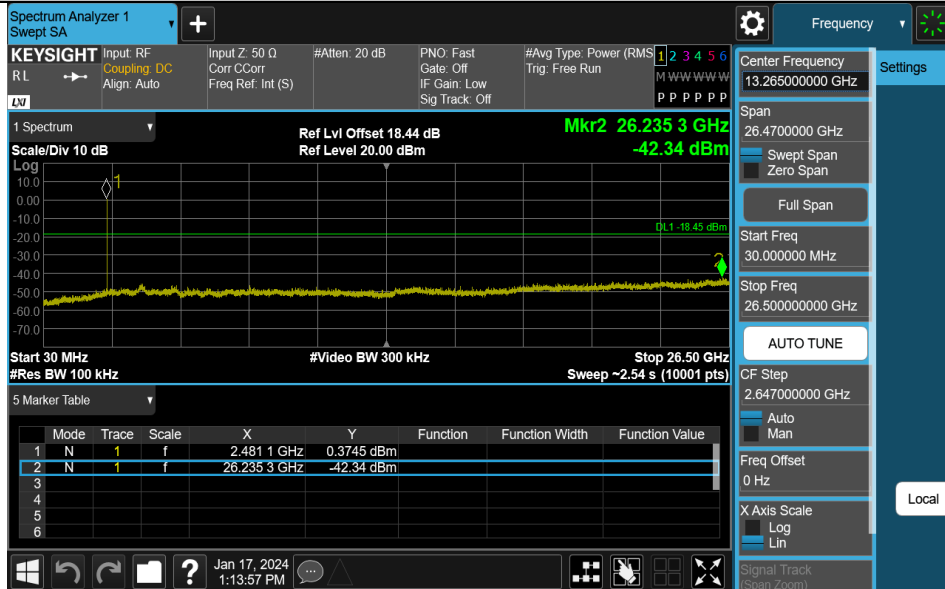 Spectrum Analyzer 1
Swept SA
+
Frequency
KEYSIGHT
RL
LXI
Input: RF
Coupling: DC
Align: Auto
Input Z: 50 Ω
Corr CCorr
Freq Ref: Int (S)
#Atten: 20 dB
PNO: Fast
Gate: Off
IF Gain: Low
Sig Track: Off
#Avg Type: Power (RMS
Trig: Free Run
1 2 3 4 5 6
M W W W W W
P P P P P P
1 Spectrum
Scale/Div 10 dB
Ref Lvl Offset 18.44 dB
Ref Level 20.00 dBm
Mkr2 26.235 3 GHz
-42.34 dBm
Log
10.0
0.00
-10.0
-20.0
-30.0
-40.0
-50.0
-60.0
-70.0
1
DL1 -18.45 dBm
2
Start 30 MHz
#Video BW 300 kHz
Stop 26.50 GHz
#Res BW 100 kHz
Sweep ~2.54 s (10001 pts)
5 Marker Table
Mode Trace Scale X Y Function Function Width Function Value
1 N 1 f 2.481 1 GHz 0.3745 dBm
2 N 1 f 26.235 3 GHz -42.34 dBm
3
4
5
6
?
Jan 17, 2024
1:13:57 PM
Center Frequency
13.265000000 GHz
Settings
Span
26.4700000 GHz
Swept Span
Zero Span
Full Span
Start Freq
30.000000 MHz
Stop Freq
26.500000000 GHz
AUTO TUNE
CF Step
2.647000000 GHz
Auto
Man
Freq Offset
0 Hz
Local
X Axis Scale
Log
Lin
Signal Track
(Span Zoom)